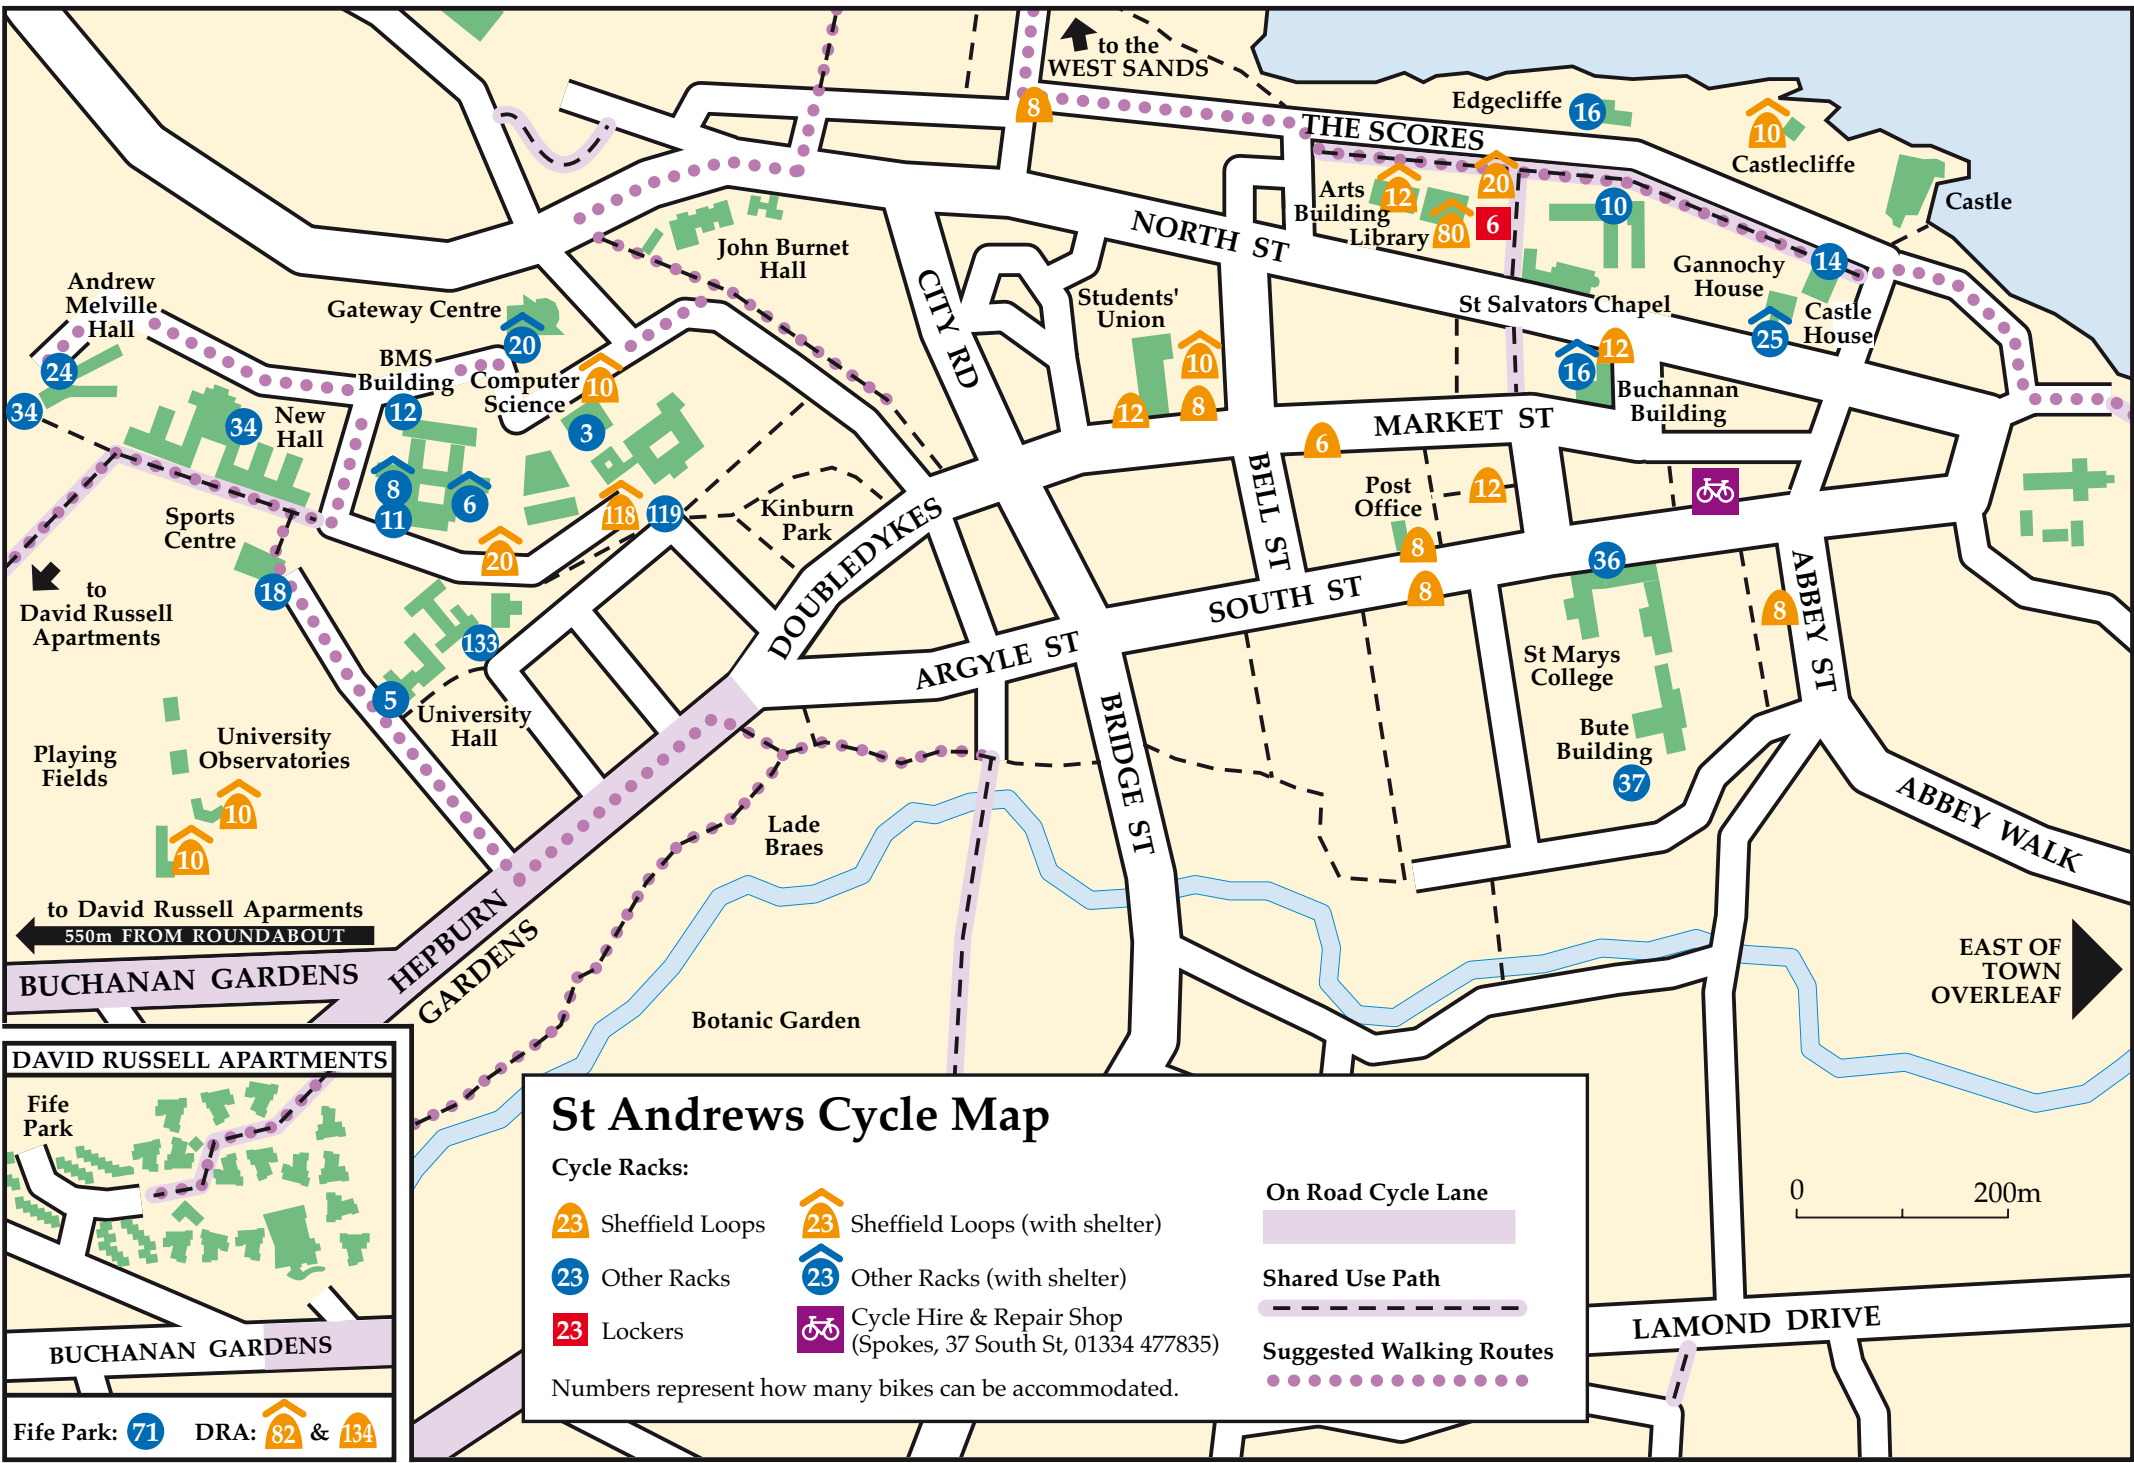 to the
WEST SANDS
8
THE SCORES
Edgecliffe
16
10
Castlecliffe
Castle
Arts
Building
12
20
Library
80
6
10
14
Gannochy
House
Castle
House
25
St Salvators Chapel
NORTH ST
John Burnet
Hall
CITY RD
Students'
Union
10
12
8
12
16
Buchannan
Building
Andrew
Melville
Hall
24
34
Gateway Centre
20
BMS
Building
12
Computer
Science
10
3
New
Hall
34
8
11
6
20
118
119
Kinburn
Park
DOUBLEDYKES
MARKET ST
6
BELL ST
Post
Office
12
8
8
SOUTH ST
36
ABBEY ST
8
Sports
Centre
18
to
David Russell
Apartments
133
5
University
Hall
ARGYLE ST
BRIDGE ST
St Marys
College
Bute
Building
37
ABBEY WALK
Playing
Fields
University
Observatories
10
10
Lade
Braes
to David Russell Aparments
550m FROM ROUNDABOUT
BUCHANAN GARDENS
HEPBURN
GARDENS
Botanic Garden
EAST OF
TOWN
OVERLEAF
DAVID RUSSELL APARTMENTS
Fife
Park
BUCHANAN GARDENS
Fife Park: 71 DRA: 82 & 134
St Andrews Cycle Map
Cycle Racks:
23 Sheffield Loops
23 Sheffield Loops (with shelter)
23 Other Racks
23 Other Racks (with shelter)
23 Lockers
Cycle Hire & Repair Shop
(Spokes, 37 South St, 01334 477835)
Numbers represent how many bikes can be accommodated.
On Road Cycle Lane
Shared Use Path
Suggested Walking Routes
0 200m
LAMOND DRIVE